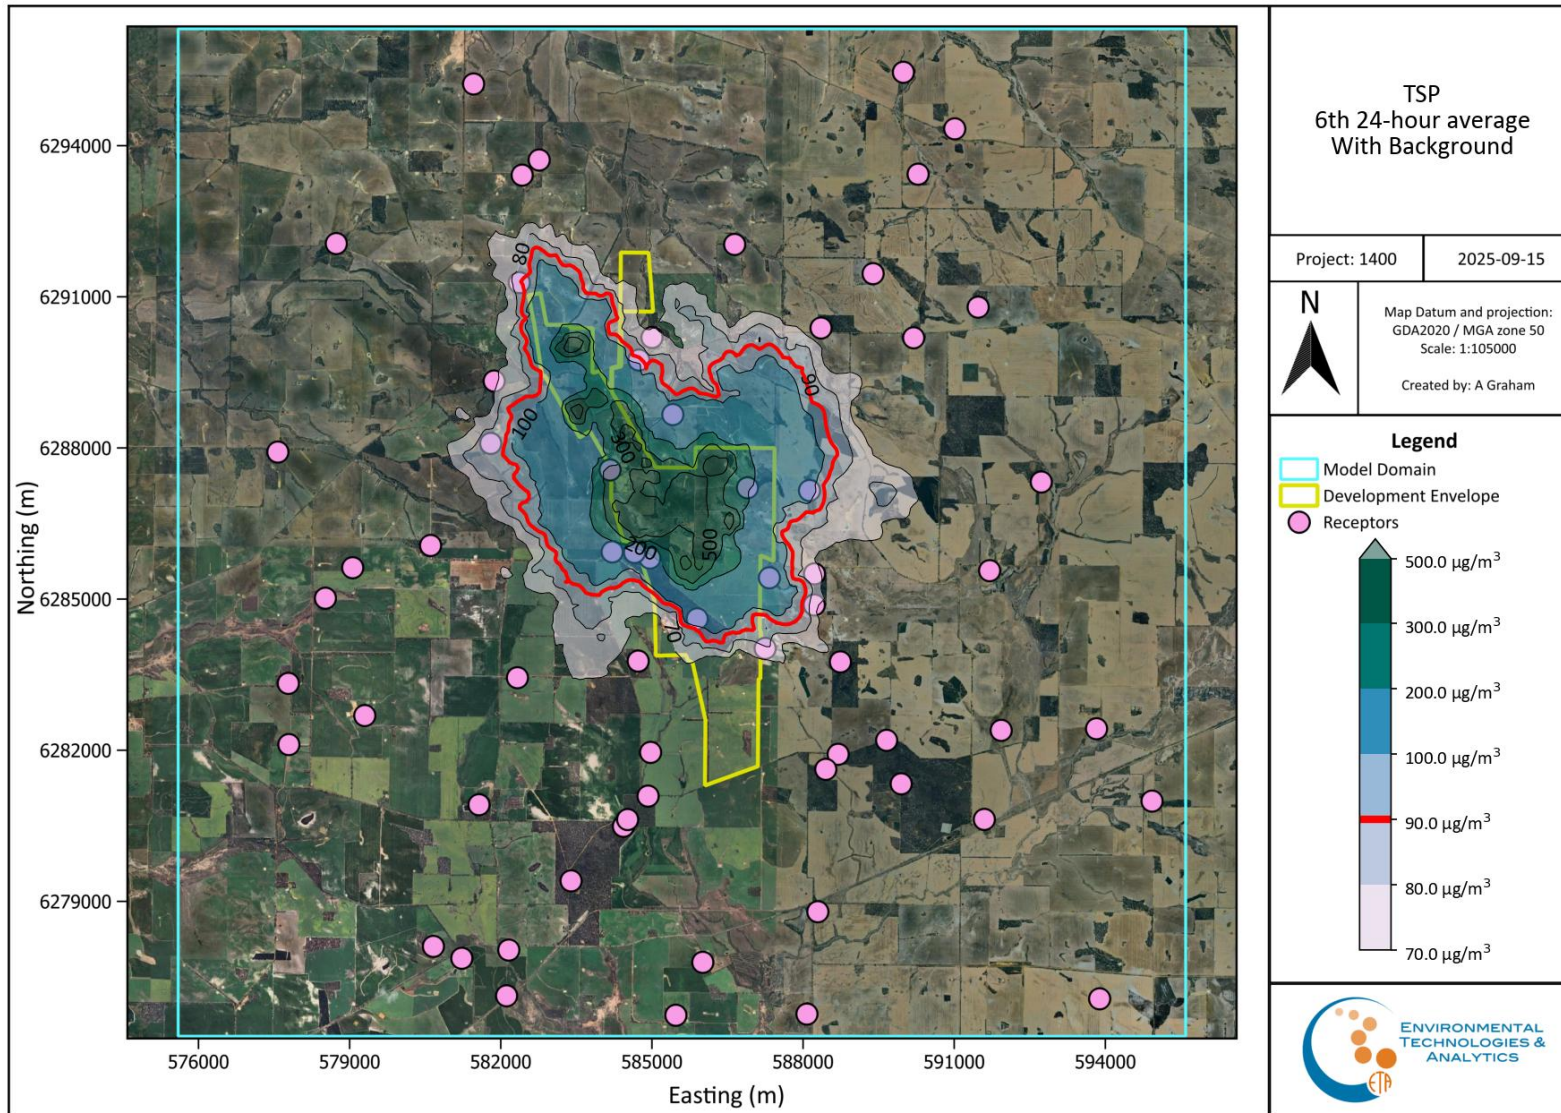 TSP
6th 24-hour average
With Background
Project: 1400
2025-09-15
N
Map Datum and projection:
GDA2020 / MGA zone 50
Scale: 1:105000
Created by: A Graham
Legend
Model Domain
Development Envelope
Receptors
500.0 µg/m³
300.0 µg/m³
200.0 µg/m³
100.0 µg/m³
90.0 µg/m³
80.0 µg/m³
70.0 µg/m³
ENVIRONMENTAL
TECHNOLOGIES &
ANALYTICS
ETA
Northing (m)
6294000
6291000
6288000
6285000
6282000
6279000
80
90
100
300
200
500
70
576000
579000
582000
585000
588000
591000
594000
Easting (m)